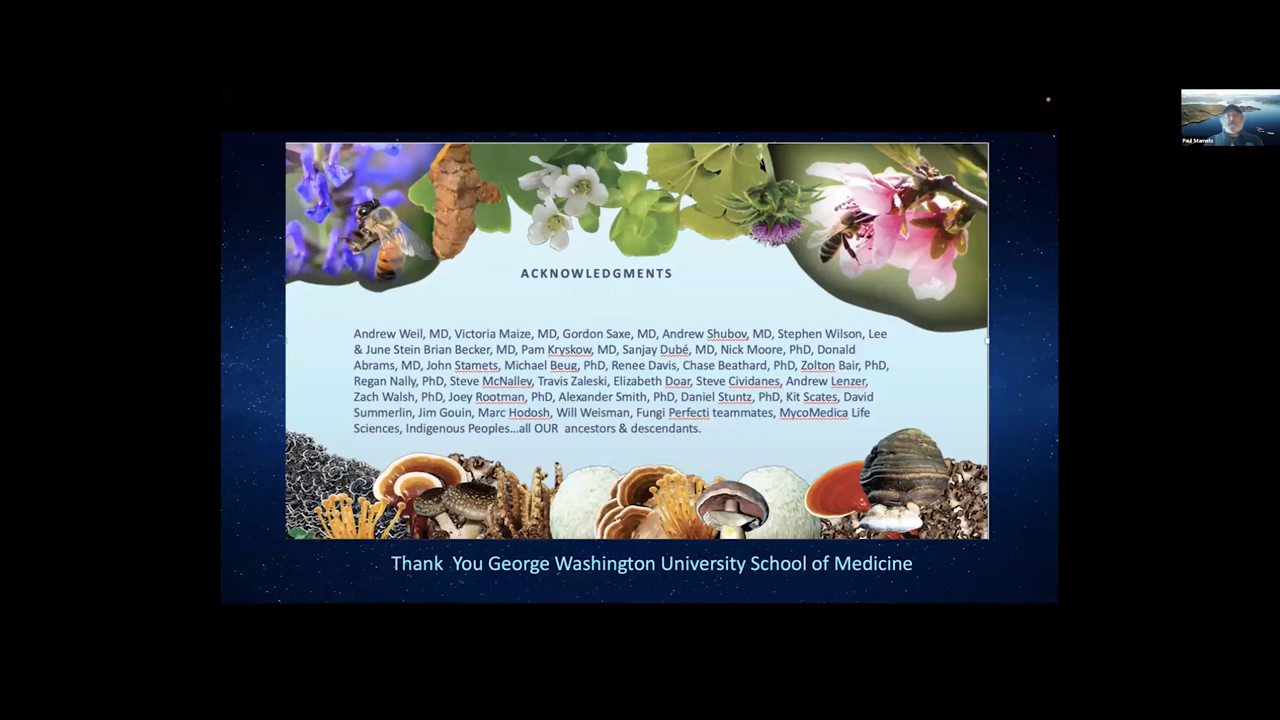 Paul Stamets
ACKNOWLEDGMENTS
Andrew Weil, MD, Victoria Maize, MD, Gordon Saxe, MD, Andrew Shubov, MD, Stephen Wilson, Lee
& June Stein Brian Becker, MD, Pam Kryskow, MD, Sanjay Dubé, MD, Nick Moore, PhD, Donald
Abrams, MD, John Stamets, Michael Beug, PhD, Renee Davis, Chase Beathard, PhD, Zolton Bair, PhD,
Regan Nally, PhD, Steve McNalley, Travis Zaleski, Elizabeth Doar, Steve Cividanes, Andrew Lenzer,
Zach Walsh, PhD, Joey Rootman, PhD, Alexander Smith, PhD, Daniel Stuntz, PhD, Kit Scates, David
Summerlin, Jim Gouin, Marc Hodosh, Will Weisman, Fungi Perfecti teammates, MycoMedica Life
Sciences, Indigenous Peoples...all OUR  ancestors & descendants.
Thank  You George Washington University School of Medicine